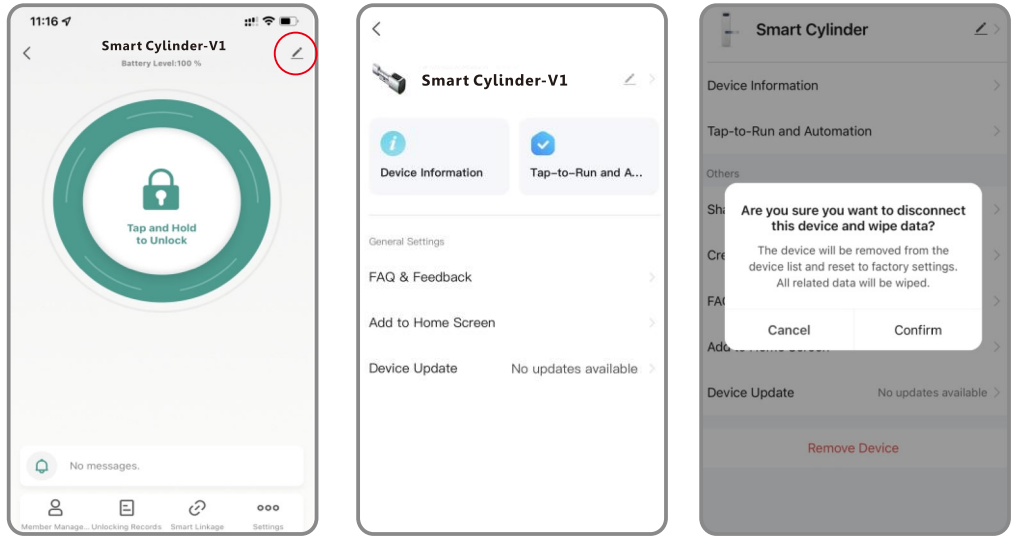 11:16
Smart Cylinder-V1
Battery Level:100 %
Tap and Hold
to Unlock
No messages.
Member Manage...
Unlocking Records
Smart Linkage
Settings
Smart Cylinder-V1
Device Information
Tap-to-Run and A...
General Settings
FAQ & Feedback
Add to Home Screen
Device Update
No updates available
Smart Cylinder
Device Information
Tap-to-Run and Automation
Others
Are you sure you want to disconnect
this device and wipe data?
The device will be removed from the
device list and reset to factory settings.
All related data will be wiped.
Cancel
Confirm
Device Update
No updates available
Remove Device